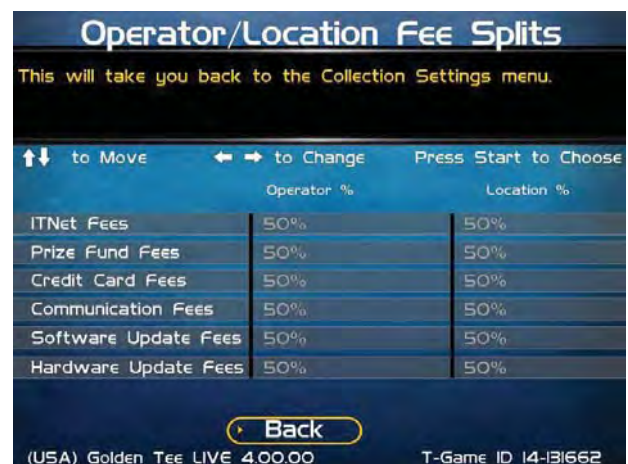 Operator/Location Fee Splits
This will take you back to the Collection Settings menu.
to Move to Change Press Start to Choose
Operator % Location %
ITNet Fees 50% 50%
Prize Fund Fees 50% 50%
Credit Card Fees 50% 50%
Communication Fees 50% 50%
Software Update Fees 50% 50%
Hardware Update Fees 50% 50%
Back
(USA) Golden Tee LIVE 4.00.00 T-Game ID 14-131662